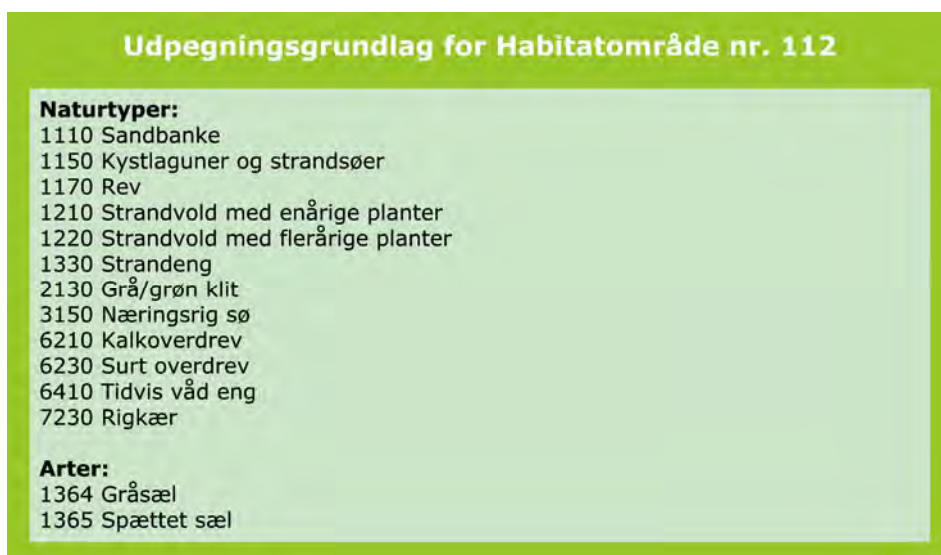 Udpegningsgrundlag for Habitatområde nr. 112
Naturtyper:
1110 Sandbanke
1150 Kystlaguner og strandsøer
1170 Rev
1210 Strandvold med enårige planter
1220 Strandvold med flerårige planter
1330 Strandeng
2130 Grå/grøn klit
3150 Næringsrig sø
6210 Kalkoverdrev
6230 Surt overdrev
6410 Tidvis våd eng
7230 Rigkær
Arter:
1364 Gråsæl
1365 Spættet sæl